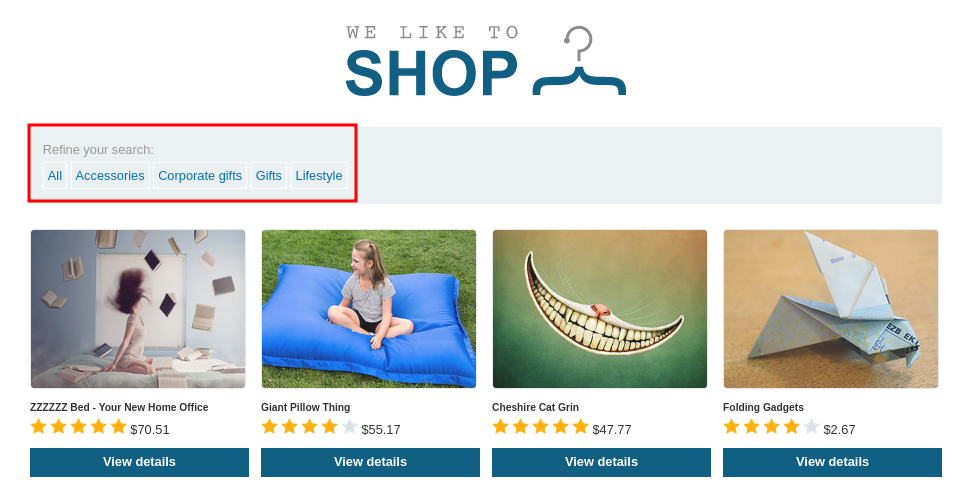 WE LIKE TO
SHOP
Refine your search:
All Accessories Corporate gifts Gifts Lifestyle
EZB EK
ZZZZZZ Bed - Your New Home Office
Giant Pillow Thing
Cheshire Cat Grin
Folding Gadgets
$70.51
$55.17
$47.77
$2.67
View details
View details
View details
View details